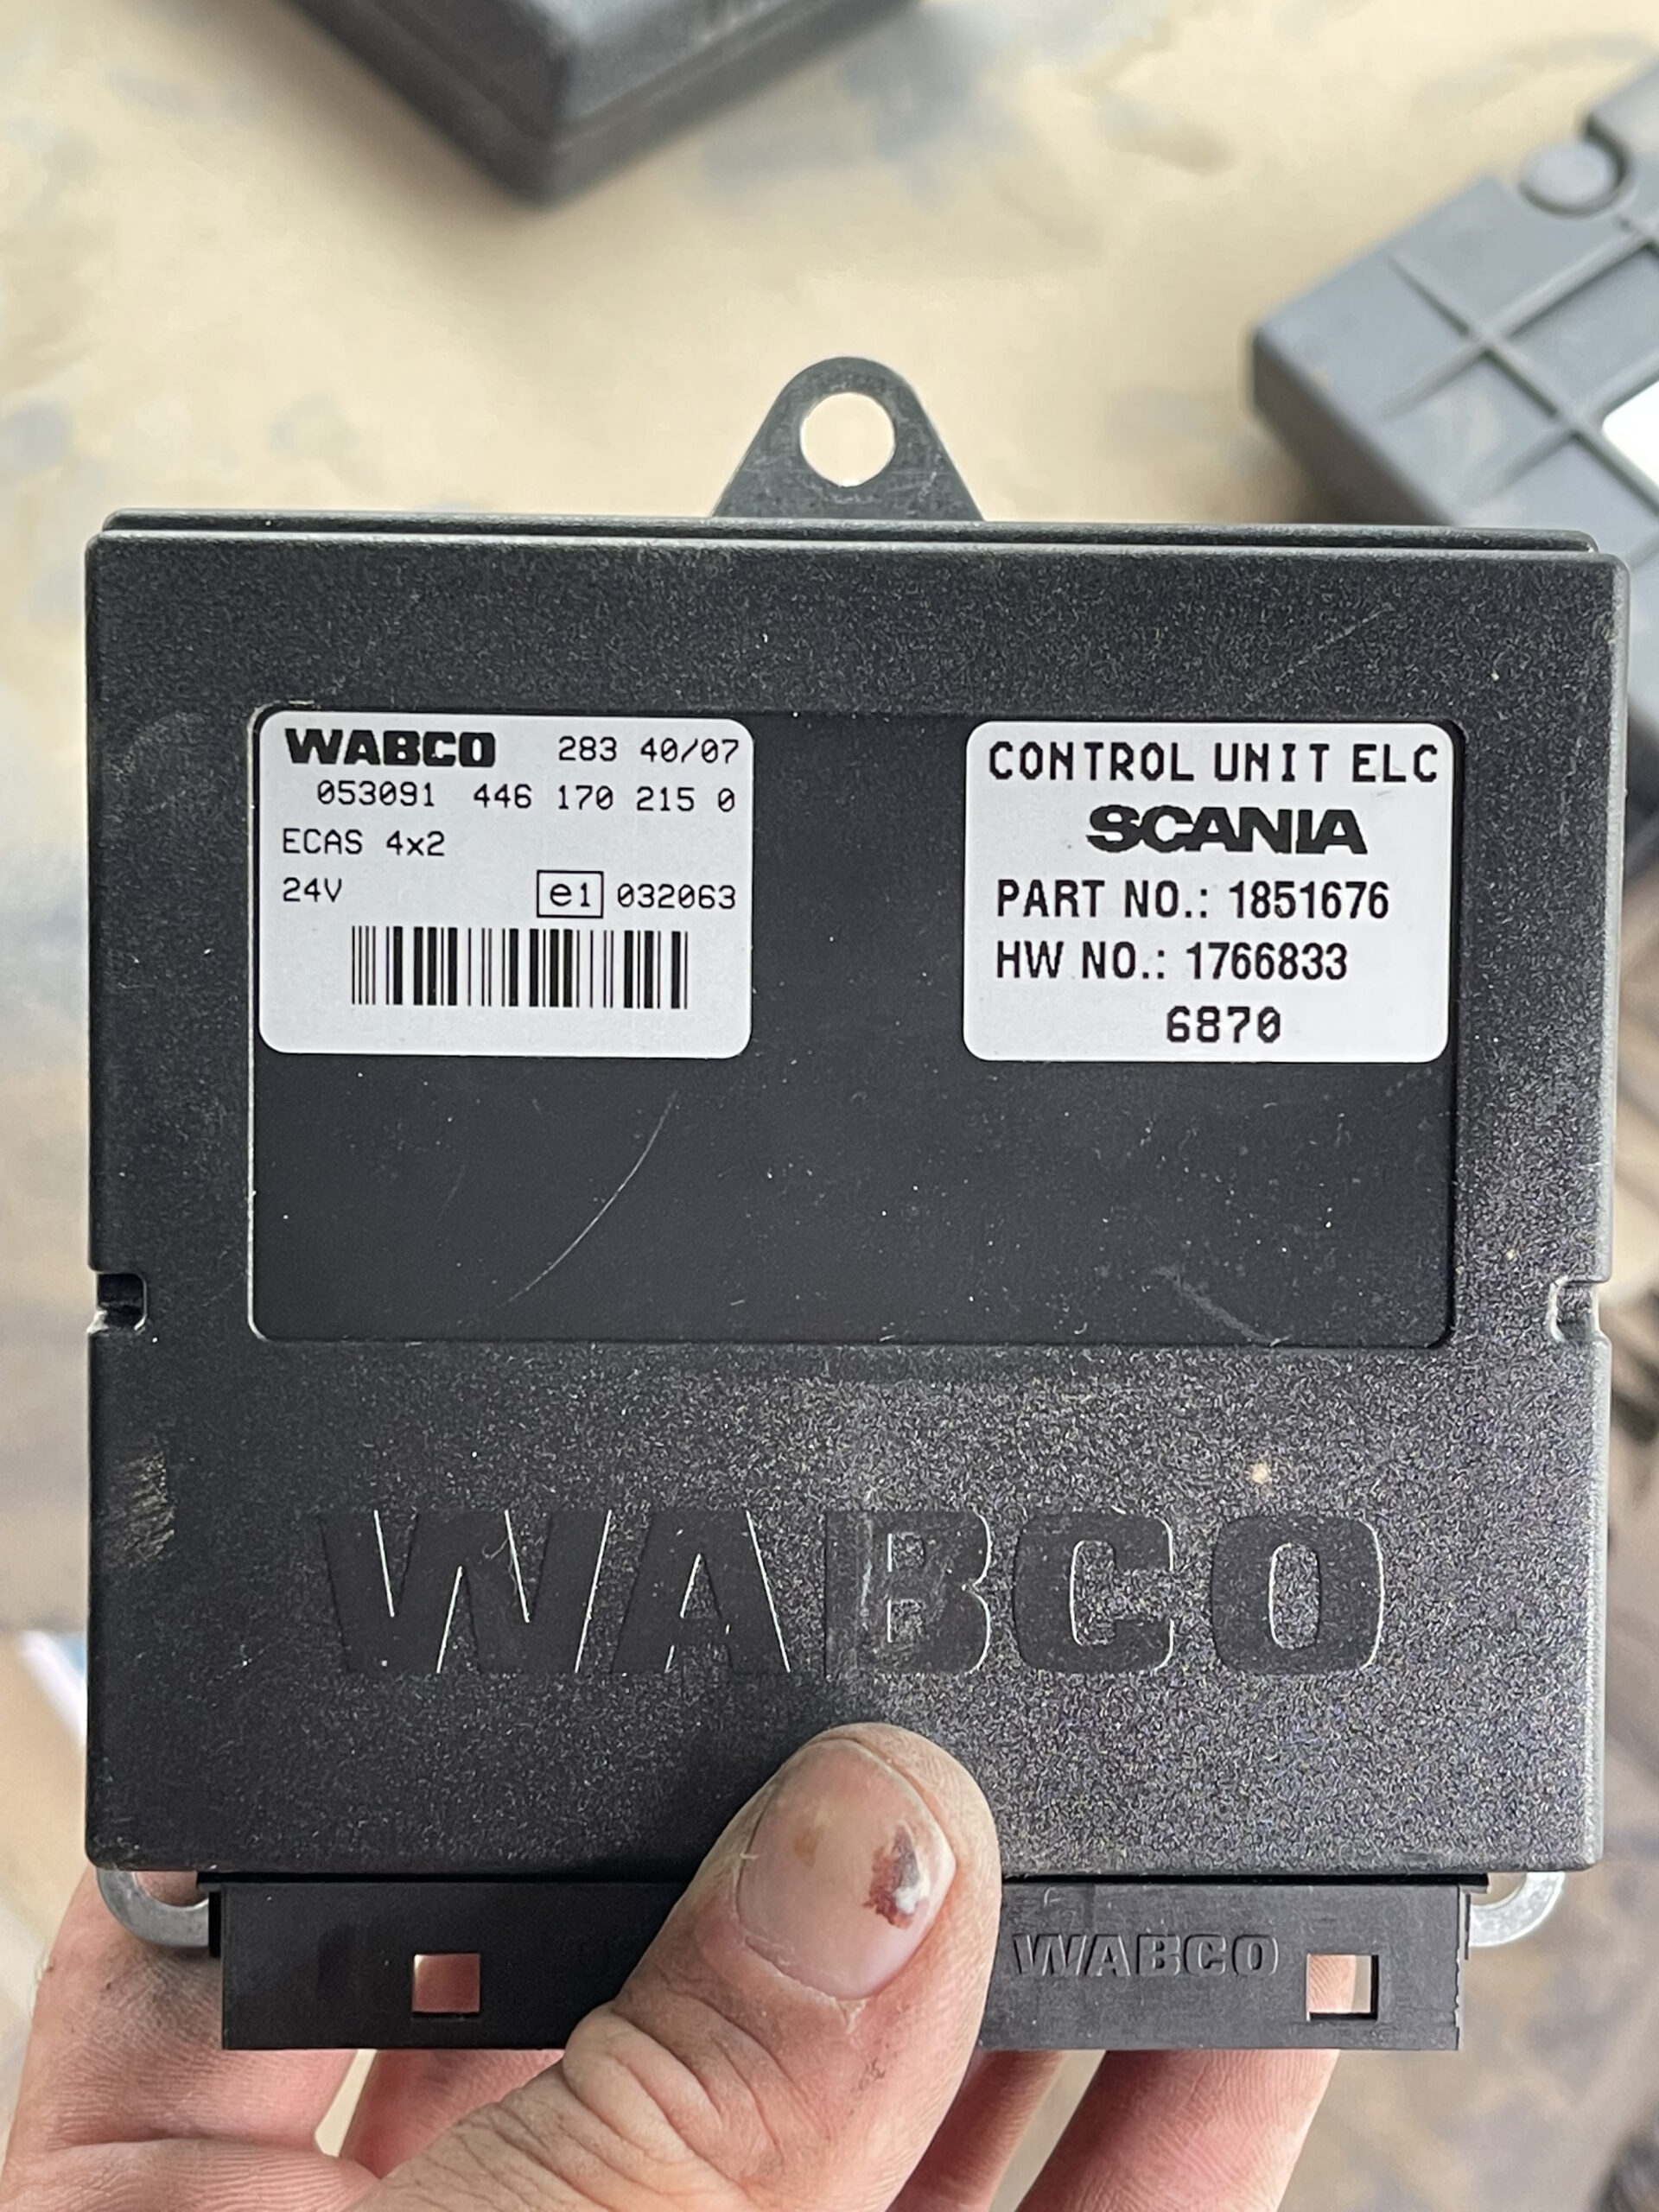 WABCO 283 40/07
053091 446 170 215 0
ECAS 4x2
24V e1 032063
CONTROL UNIT ELC
SCANIA
PART NO.: 1851676
HW NO.: 1766833
6870
WABCO
WABCO